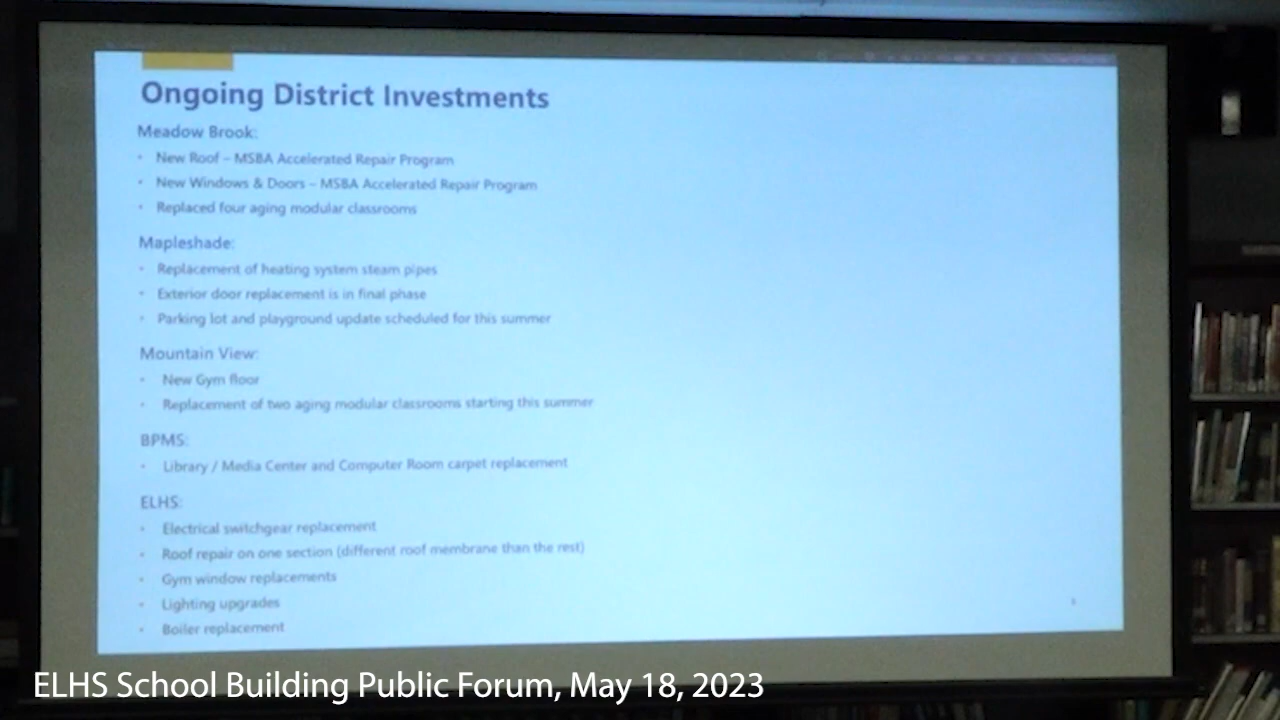 Ongoing District Investments
Meadow Brook:
• New Roof – MSBA Accelerated Repair Program
• New Windows & Doors – MSBA Accelerated Repair Program
• Replaced four aging modular classrooms
Mapleshade:
• Replacement of heating system steam pipes
• Exterior door replacement is in final phase
• Parking lot and playground update scheduled for this summer
Mountain View:
• New Gym floor
• Replacement of two aging modular classrooms starting this summer
BPMS:
• Library / Media Center and Computer Room carpet replacement
ELHS:
• Electrical switchgear replacement
• Roof repair on one section (different roof membrane than the rest)
• Gym window replacements
• Lighting upgrades
• Boiler replacement
ELHS School Building Public Forum, May 18, 2023